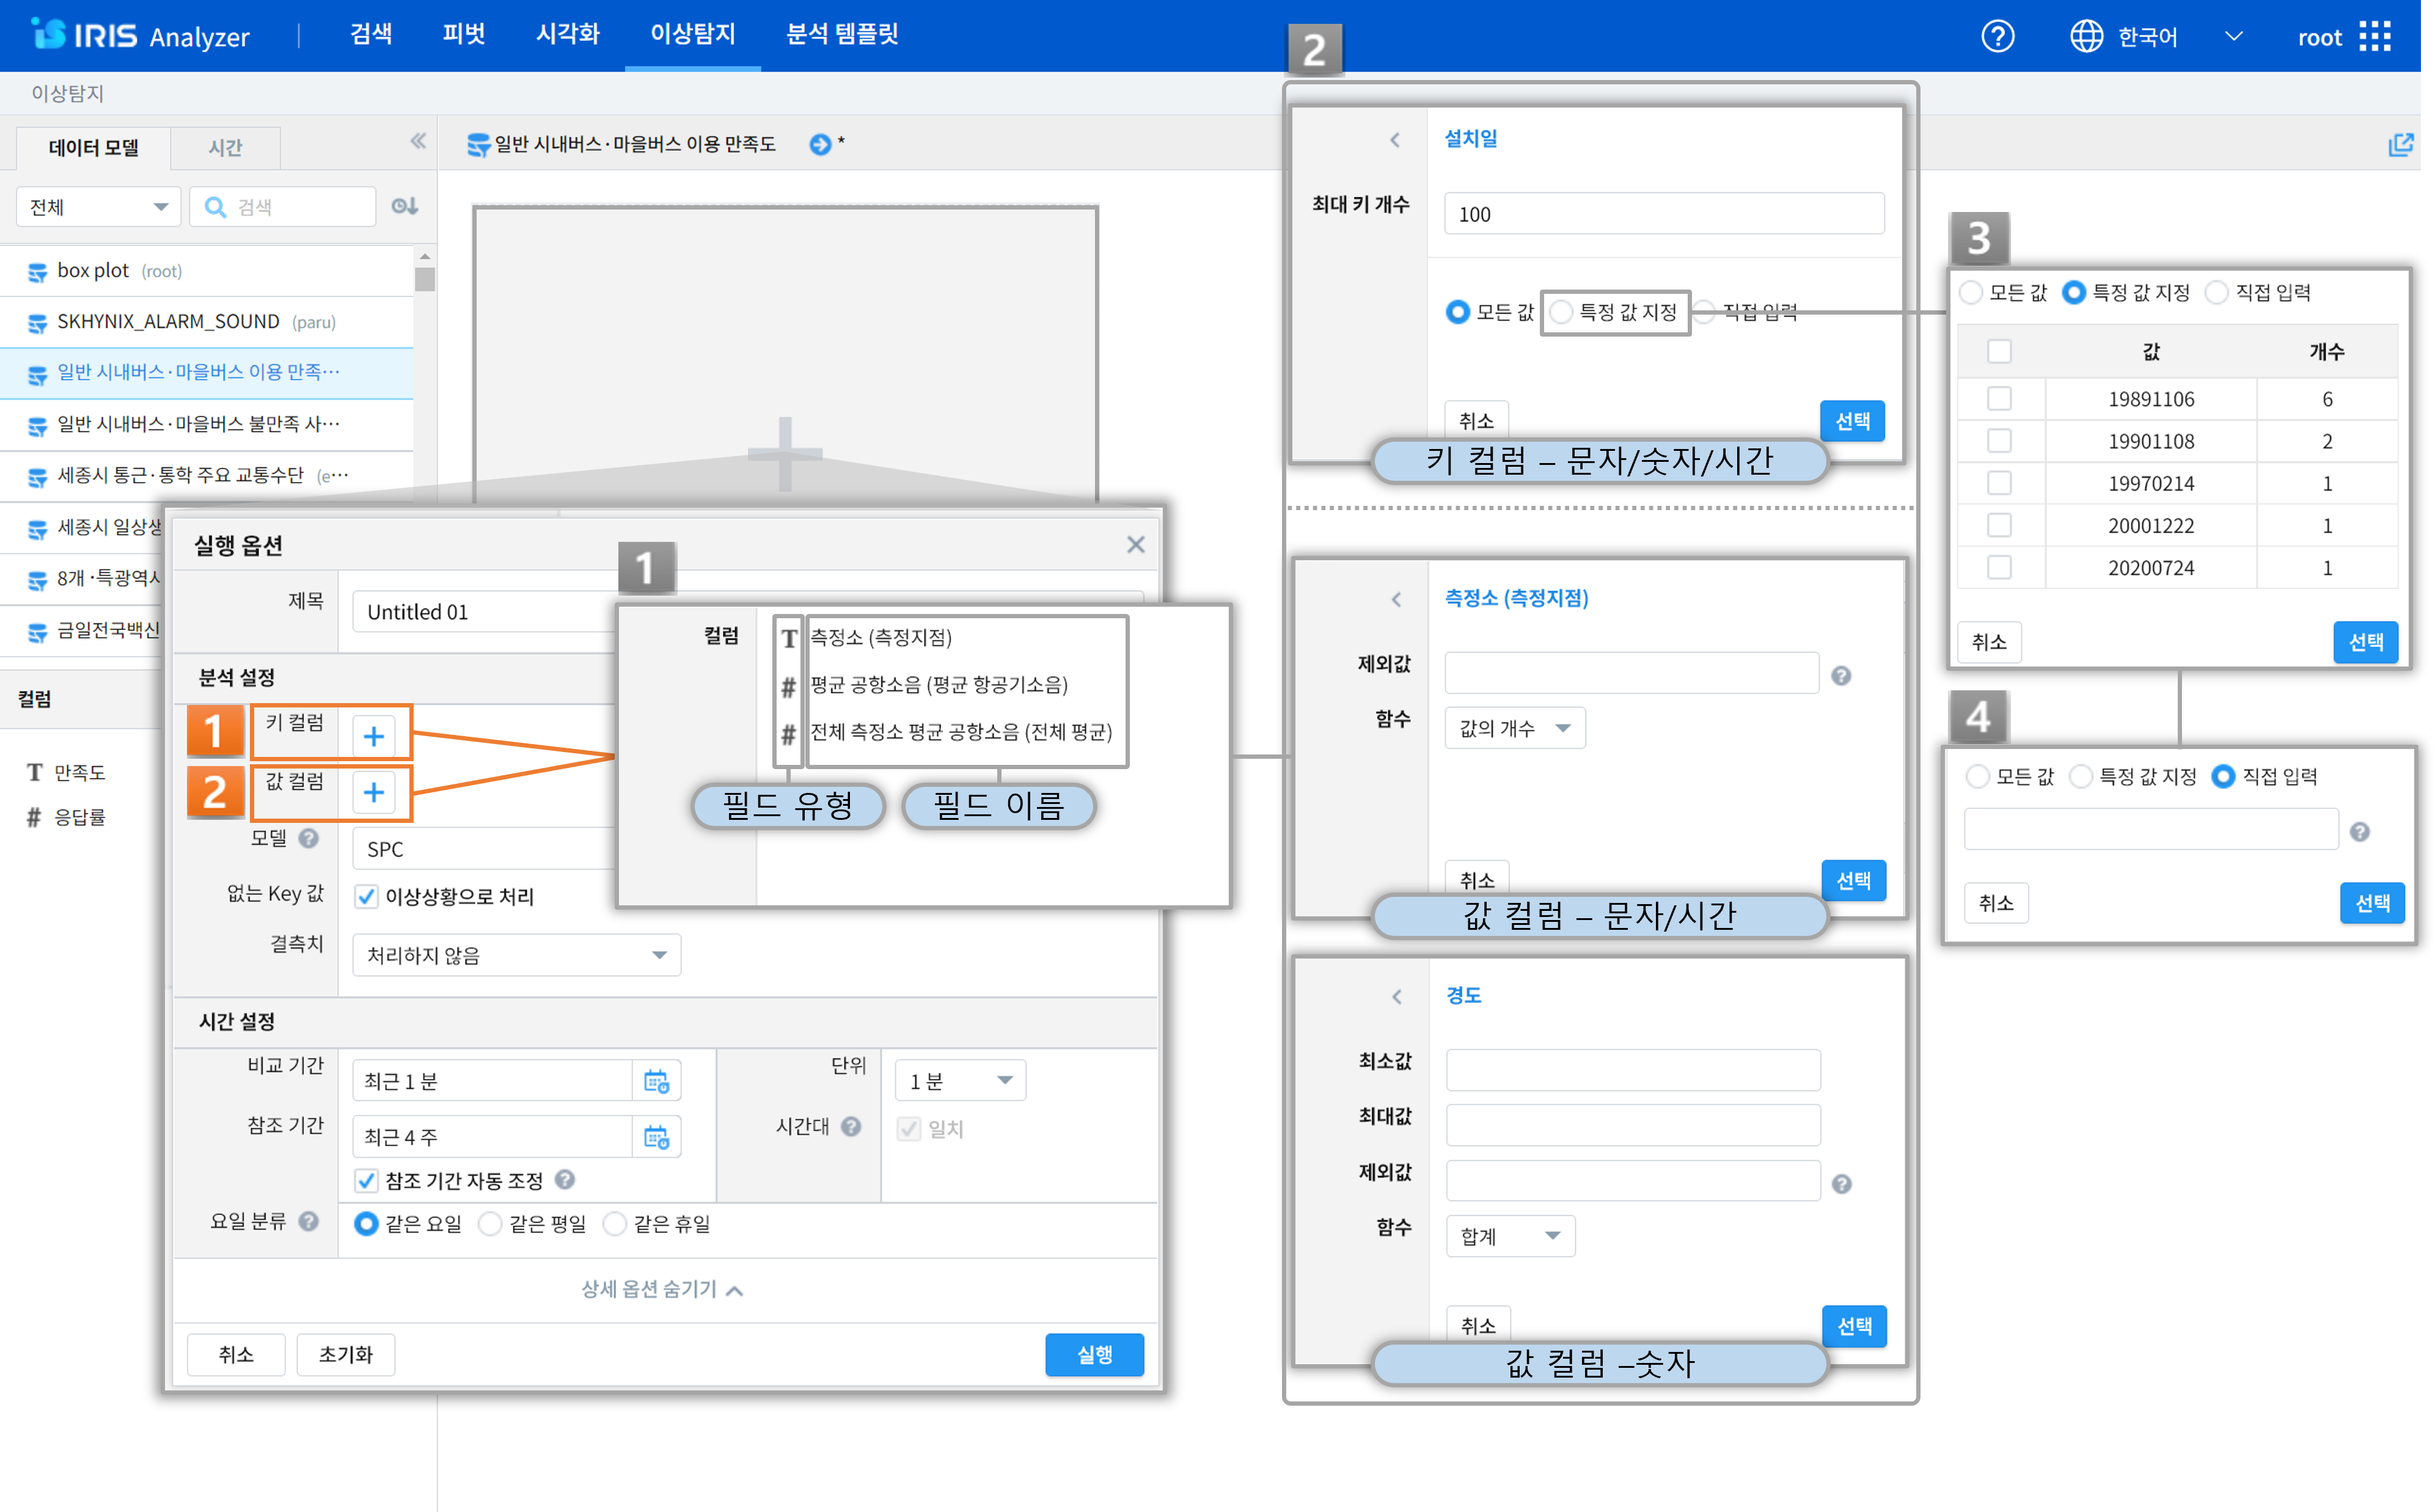 IRIS Analyzer
검색
피벗
시각화
이상탐지
분석 템플릿
한국어
root
이상탐지
데이터 모델
시간
전체
검색
box plot (root)
SKHYNIX_ALARM_SOUND (paru)
일반 시내버스·마을버스 이용 만족···
일반 시내버스·마을버스 불만족 사···
세종시 통근·통학 주요 교통수단 (e···
세종시 일상생
8개 ·특광역시
금일전국백신
컬럼
T 만족도
# 응답률
일반 시내버스·마을버스 이용 만족도 *
실행 옵션
제목
Untitled 01
분석 설정
1
키 컬럼
+
2
값 컬럼
+
모델 ?
SPC
없는 Key 값
이상상황으로 처리
결측치
처리하지 않음
시간 설정
비교 기간
최근 1 분
단위
1 분
참조 기간
최근 4 주
시간대 ?
일치
참조 기간 자동 조정 ?
요일 분류 ?
같은 요일
같은 평일
같은 휴일
상세 옵션 숨기기
취소
초기화
실행
1
컬럼
T 측정소 (측정지점)
# 평균 공항소음 (평균 항공기소음)
# 전체 측정소 평균 공항소음 (전체 평균)
필드 유형
필드 이름
2
설치일
최대 키 개수
100
모든 값
특정 값 지정
직접 입력
취소
선택
키 컬럼 – 문자/숫자/시간
측정소 (측정지점)
제외값
?
함수
값의 개수
취소
선택
값 컬럼 – 문자/시간
경도
최소값
최대값
제외값
?
함수
합계
취소
선택
값 컬럼 –숫자
3
모든 값
특정 값 지정
직접 입력
값 개수
19891106 6
19901108 2
19970214 1
20001222 1
20200724 1
취소
선택
4
모든 값
특정 값 지정
직접 입력
?
취소
선택